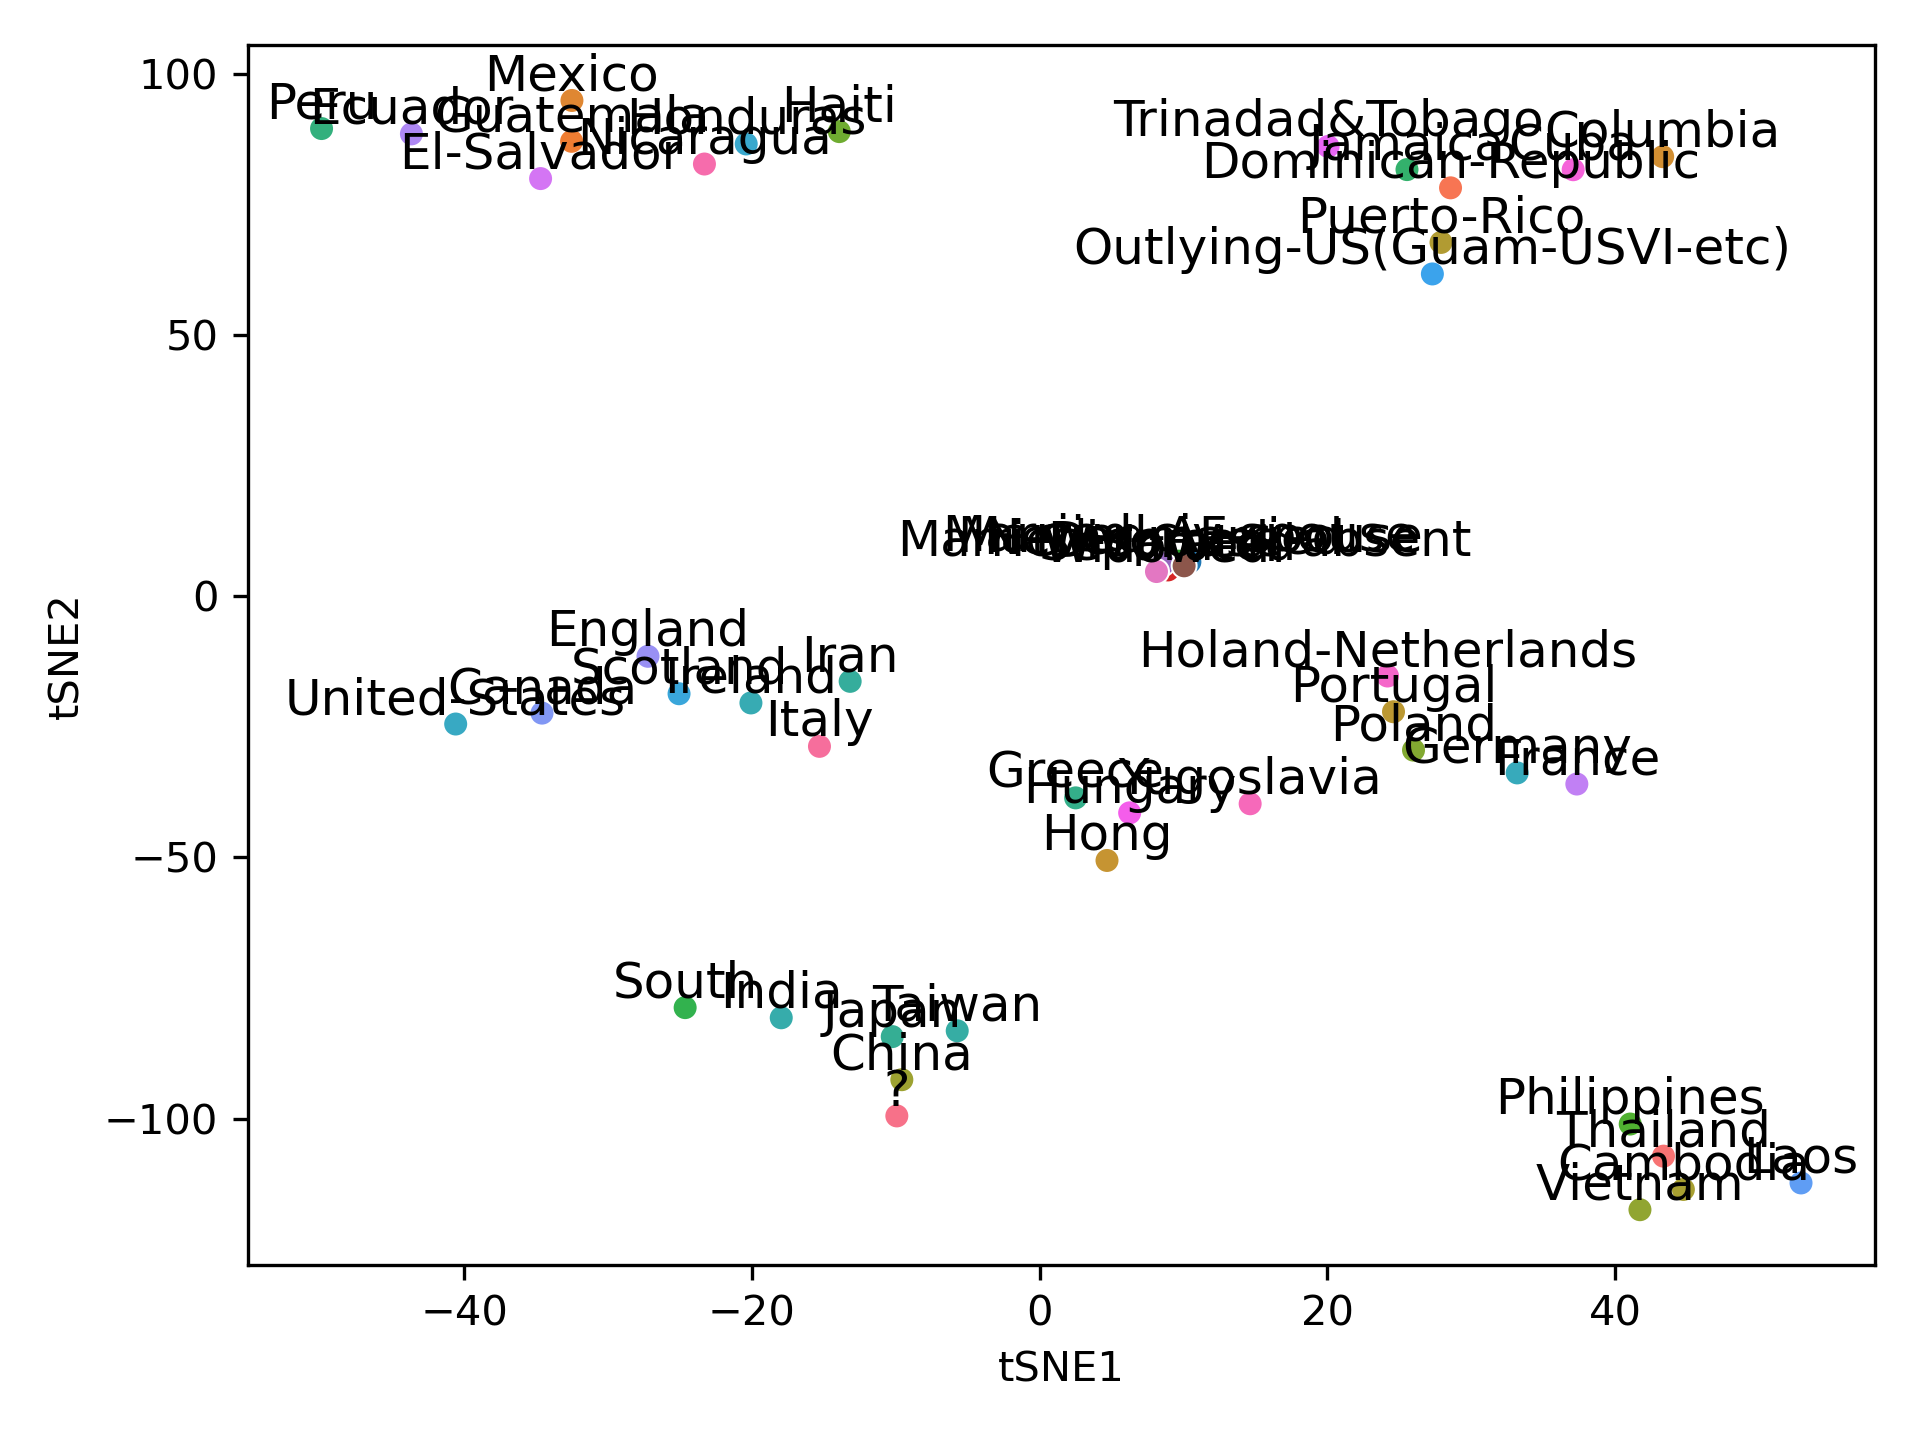 100
50
0
−50
−100
tSNE2
Mexico
Peru
Ecuador
Guatemala
Honduras
Haiti
Nicaragua
El-Salvador
Trinadad&Tobago
Columbia
Jamaica
Cuba
Dominican-Republic
Puerto-Rico
Outlying-US(Guam-USVI-etc)
Widowed
England
Iran
Scotland
Ireland
Canada
United-States
Italy
Holand-Netherlands
Portugal
Poland
Germany
France
Greece
Yugoslavia
Hungary
Hong
South
India
Taiwan
Japan
China
?
Philippines
Thailand
Laos
Cambodia
Vietnam
−40
−20
0
20
40
tSNE1